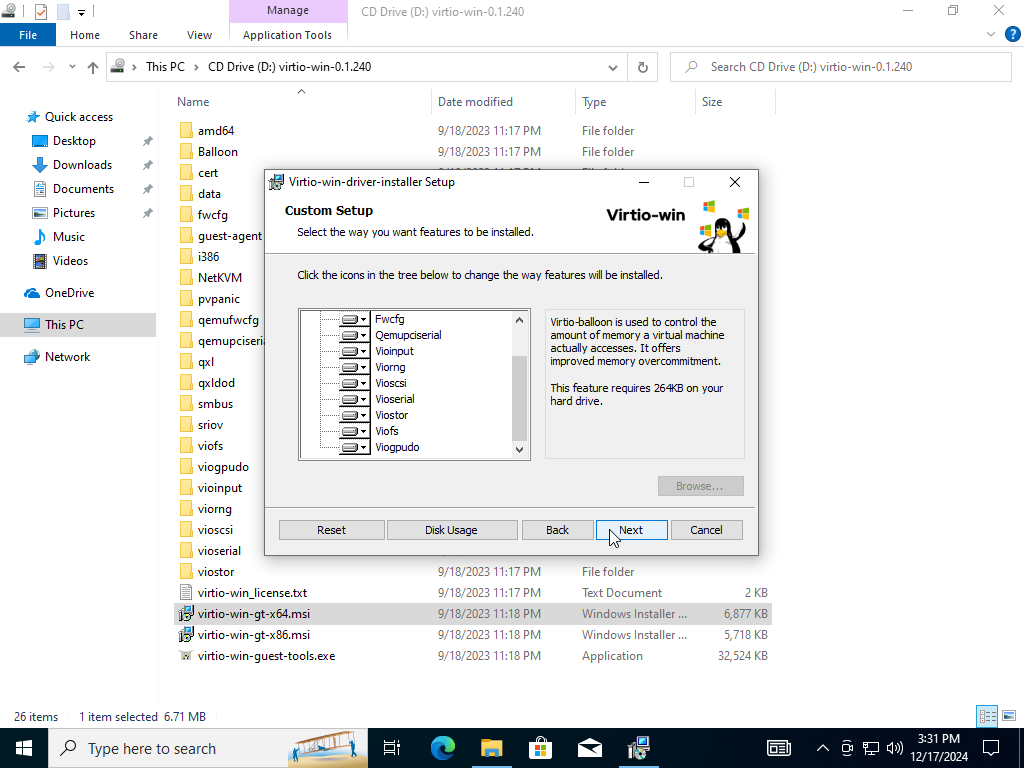 Manage
CD Drive (D:) virtio-win-0.1.240
File
Home
Share
View
Application Tools
This PC
CD Drive (D:) virtio-win-0.1.240
Search CD Drive (D:) virtio-win-0.1.240
Name
Date modified
Type
Size
Quick access
Desktop
Downloads
Documents
Pictures
Music
Videos
OneDrive
This PC
Network
amd64 9/18/2023 11:17 PM File folder
Balloon 9/18/2023 11:17 PM File folder
cert
data
fwcfg
guest-agent
i386
NetKVM
pvpanic
qemufwcfg
qemupciseria
qxl
qxldod
smbus
sriov
viofs
viogpudo
vioinput
viorng
vioscsi
vioserial
viostor 9/18/2023 11:17 PM File folder
virtio-win_license.txt 9/18/2023 11:17 PM Text Document 2 KB
virtio-win-gt-x64.msi 9/18/2023 11:18 PM Windows Installer ... 6,877 KB
virtio-win-gt-x86.msi 9/18/2023 11:18 PM Windows Installer ... 5,718 KB
virtio-win-guest-tools.exe 9/18/2023 11:18 PM Application 32,524 KB
Virtio-win-driver-installer Setup
Custom Setup
Select the way you want features to be installed.
Virtio-win
Click the icons in the tree below to change the way features will be installed.
Fwcfg
Qemupciserial
Vioinput
Viorng
Vioscsi
Vioserial
Viostor
Viofs
Viogpudo
Virtio-balloon is used to control the
amount of memory a virtual machine
actually accesses. It offers
improved memory overcommitment.
This feature requires 264KB on your
hard drive.
Browse...
Reset
Disk Usage
Back
Next
Cancel
26 items
1 item selected 6.71 MB
Type here to search
3:31 PM
12/17/2024